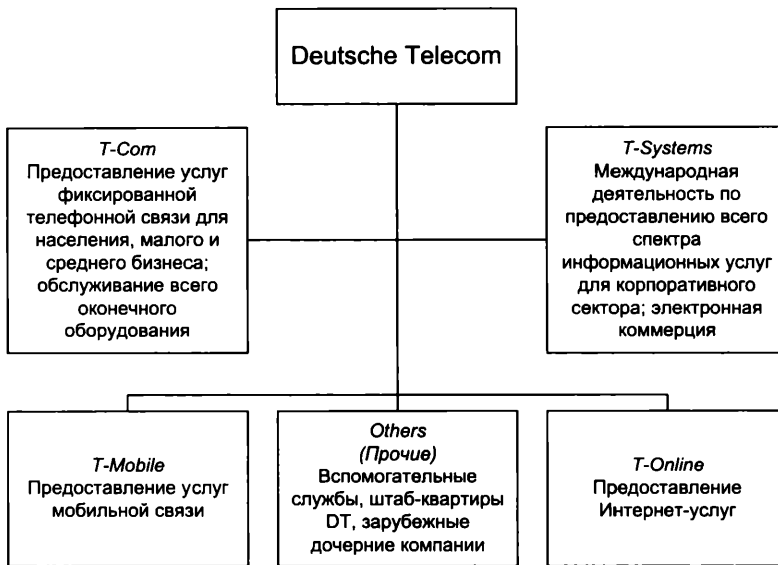 Deutsche Telecom
T-Com
Предоставление услуг
фиксированной
телефонной связи для
населения, малого и
среднего бизнеса;
обслуживание всего
оконечного
оборудования
T-Systems
Международная
деятельность по
предоставлению всего
спектра
информационных услуг
для корпоративного
сектора; электронная
коммерция
T-Mobile
Предоставление услуг
мобильной связи
Others
(Прочие)
Вспомогательные
службы, штаб-квартиры
DT, зарубежные
дочерние компании
T-Online
Предоставление
Интернет-услуг